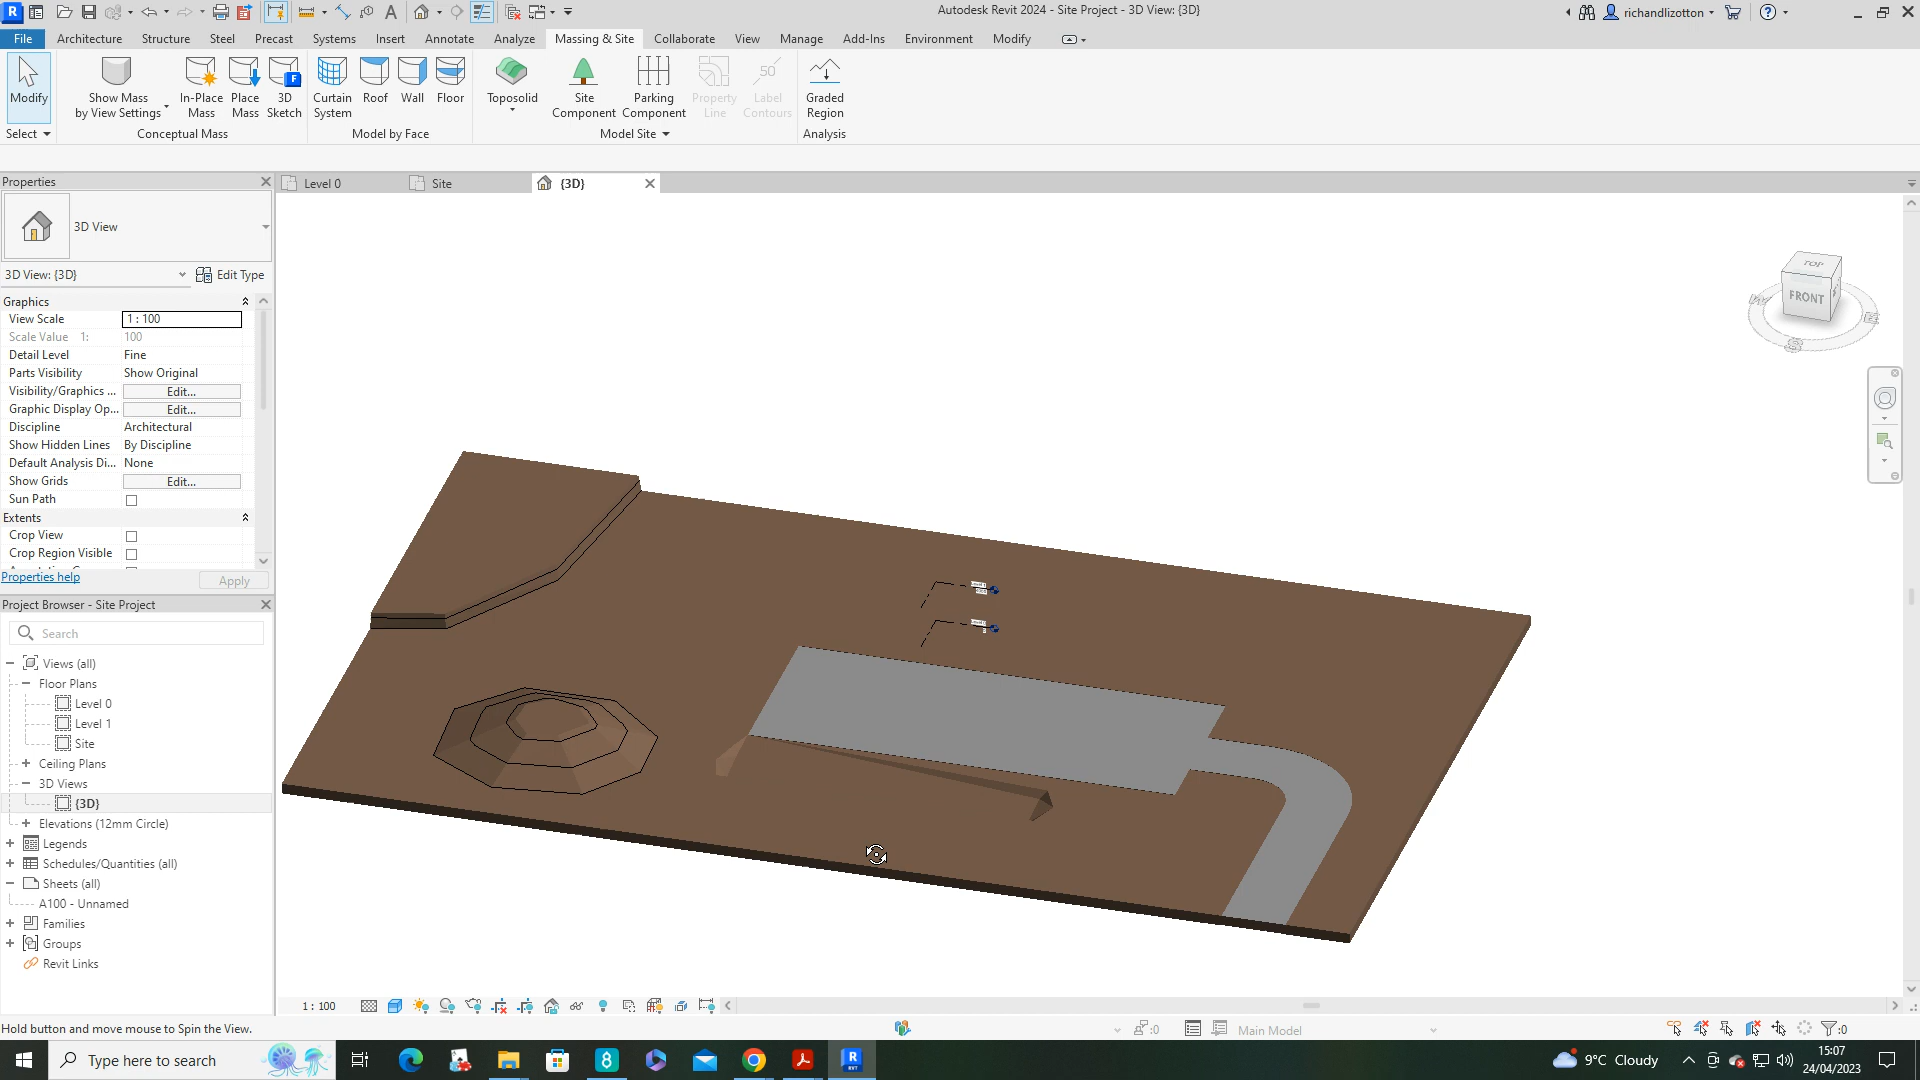 Autodesk Revit 2024 - Site Project - 3D View: {3D}
richandlizotton
File Architecture Structure Steel Precast Systems Insert Annotate Analyze Massing & Site Collaborate View Manage Add-Ins Environment Modify
Modify
Show Mass
by View Settings
In-Place
Mass
Place
Mass
3D
Sketch
Curtain
System
Roof
Wall
Floor
Toposolid
Site
Component
Parking
Component
Property
Line
50
Label
Contours
Graded
Region
Select
Conceptual Mass
Model by Face
Model Site
Analysis
Properties
Level 0
Site
{3D}
3D View
3D View: {3D}
Edit Type
Graphics
View Scale 1 : 100
Scale Value 1: 100
Detail Level Fine
Parts Visibility Show Original
Visibility/Graphics ... Edit...
Graphic Display Op... Edit...
Discipline Architectural
Show Hidden Lines By Discipline
Default Analysis Di... None
Show Grids Edit...
Sun Path
Extents
Crop View
Crop Region Visible
Properties help
Apply
TOP
FRONT
W
S
E
Project Browser - Site Project
Search
Views (all)
Floor Plans
Level 0
Level 1
Site
Ceiling Plans
3D Views
{3D}
Elevations (12mm Circle)
Legends
Schedules/Quantities (all)
Sheets (all)
A100 - Unnamed
Families
Groups
Revit Links
1 : 100
Hold button and move mouse to Spin the View.
:0
Main Model
:0
Type here to search
9°C Cloudy
15:07
24/04/2023